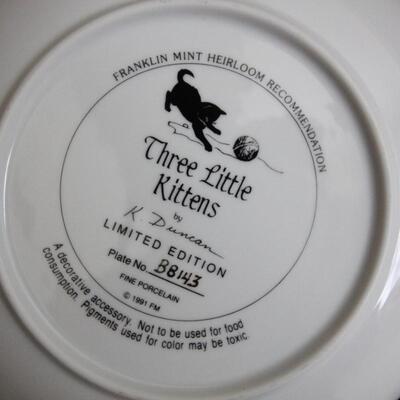 FRANKLIN MINT HEIRLOOM RECOMMENDATION
Three Little
Kittens
by
K. Duncan
LIMITED EDITION
Plate No. B8143
FINE PORCELAIN
© 1991 FM
A decorative accessory. Not to be used for food
consumption. Pigments used for color may be toxic.